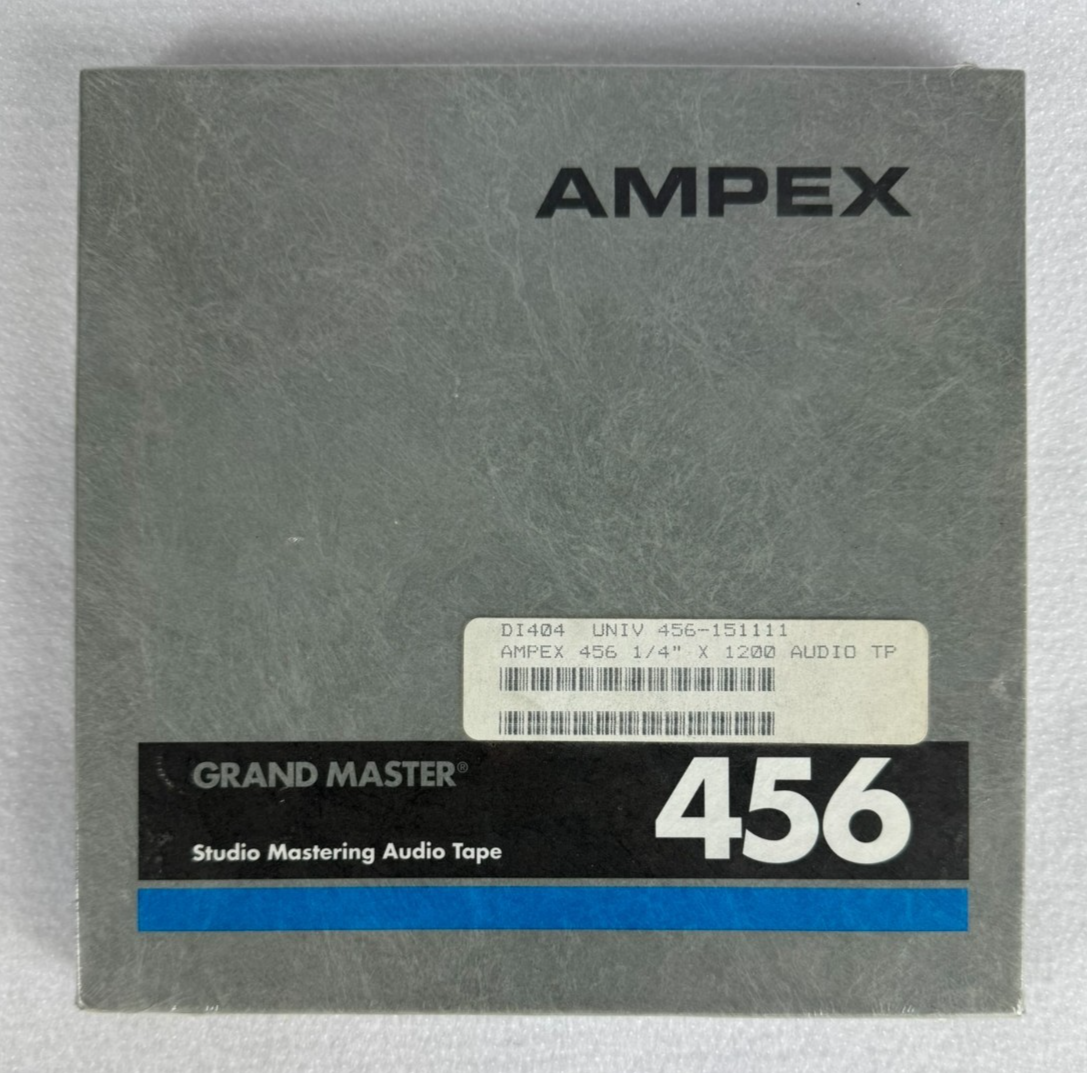 AMPEX
DI404 UNIV 456-151111
AMPEX 456 1/4" X 1200 AUDIO TP
GRAND MASTER®
456
Studio Mastering Audio Tape